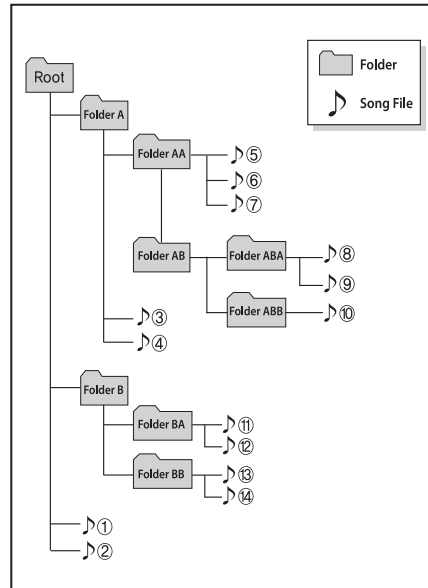 Root
Folder
Song File
Folder A
Folder AA
⑤
⑥
⑦
Folder AB
Folder ABA
⑧
⑨
Folder ABB
⑩
③
④
Folder B
Folder BA
⑪
⑫
Folder BB
⑬
⑭
①
②